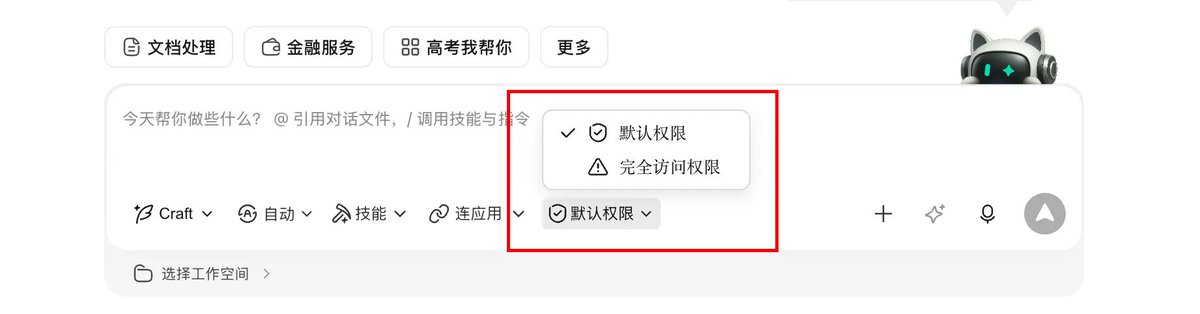 文档处理
金融服务
高考我帮你
更多
今天帮你做些什么? @ 引用对话文件, / 调用技能与指令
默认权限
完全访问权限
Craft
自动
技能
连应用
默认权限
选择工作空间